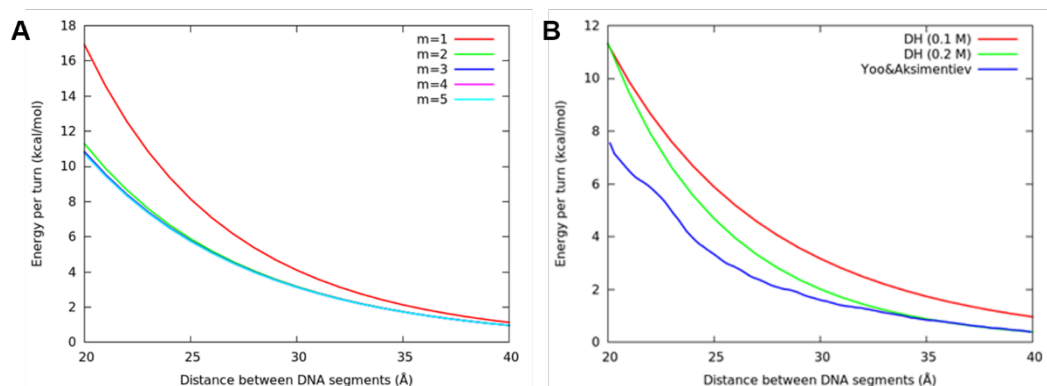 A
18
16
14
12
10
8
6
4
2
0
20
25
30
35
40
Energy per turn (kcal/mol)
Distance between DNA segments (Å)
m=1
m=2
m=3
m=4
m=5
B
12
10
8
6
4
2
0
20
25
30
35
40
Energy per turn (kcal/mol)
Distance between DNA segments (Å)
DH (0.1 M)
DH (0.2 M)
Yoo&Aksimentiev